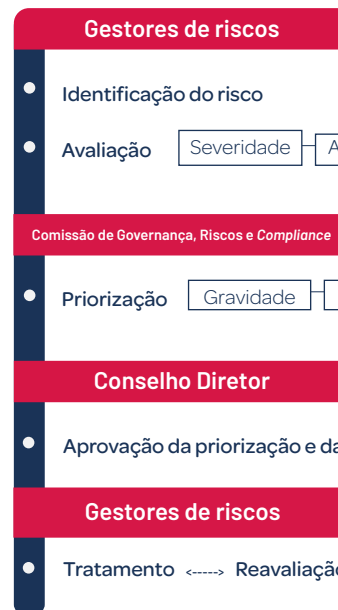 Gestores de riscos
Identificação do risco
Avaliação Severidade
Comissão de Governança, Riscos e Compliance
Priorização Gravidade
Conselho Diretor
Aprovação da priorização e da
Gestores de riscos
Tratamento <-----> Reavaliação